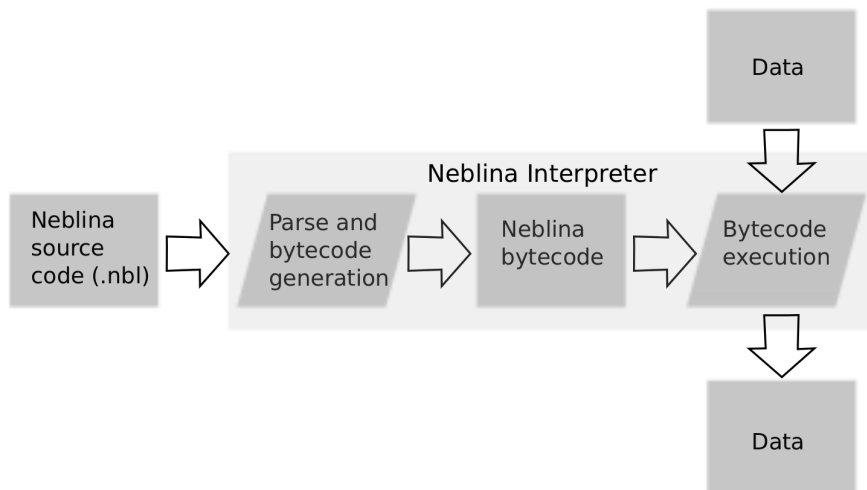 Data
Neblina Interpreter
Neblina
source
code (.nbl)
Parse and
bytecode
generation
Neblina
bytecode
Bytecode
execution
Data